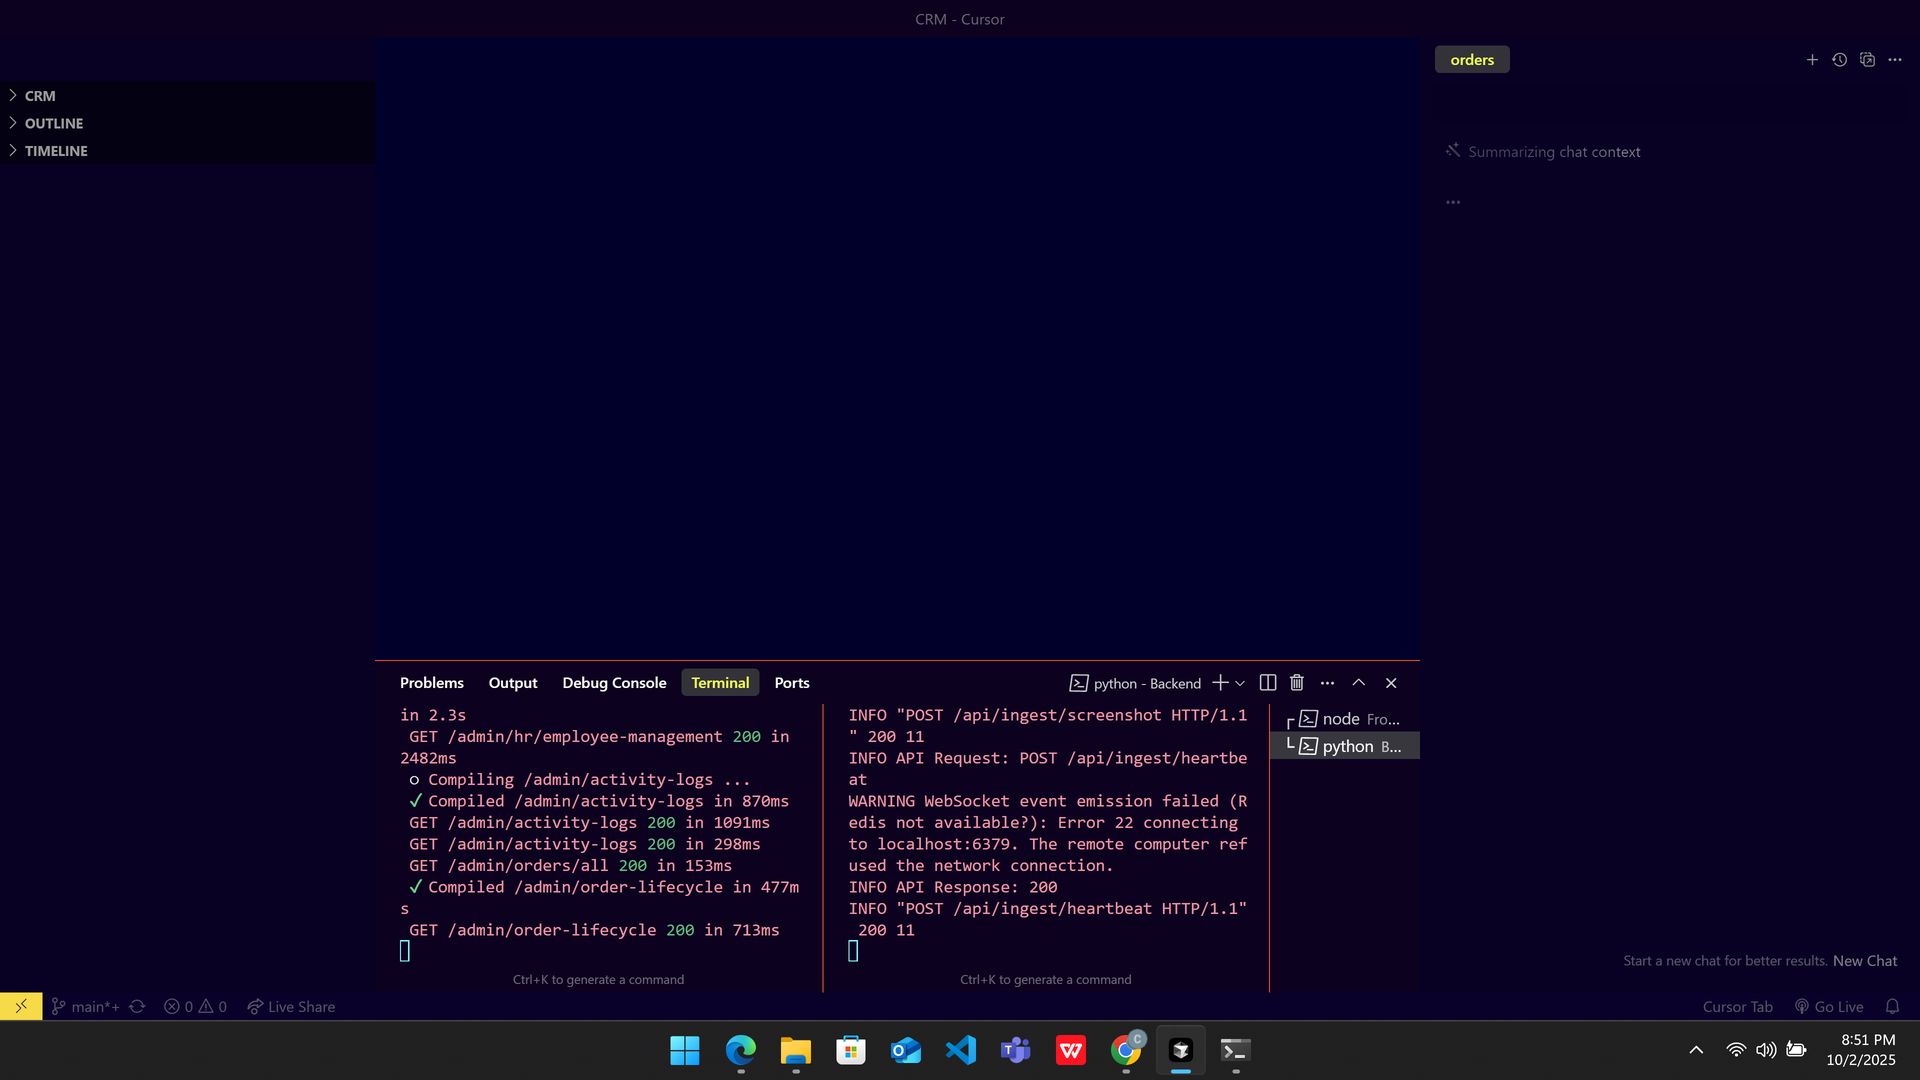 CRM - Cursor
CRM
OUTLINE
TIMELINE
orders
Summarizing chat context
...
Problems Output Debug Console Terminal Ports
python - Backend
in 2.3s
GET /admin/hr/employee-management 200 in
2482ms
○ Compiling /admin/activity-logs ...
✓ Compiled /admin/activity-logs in 870ms
GET /admin/activity-logs 200 in 1091ms
GET /admin/activity-logs 200 in 298ms
GET /admin/orders/all 200 in 153ms
✓ Compiled /admin/order-lifecycle in 477m
s
GET /admin/order-lifecycle 200 in 713ms
Ctrl+K to generate a command
INFO "POST /api/ingest/screenshot HTTP/1.1
" 200 11
INFO API Request: POST /api/ingest/heartbe
at
WARNING WebSocket event emission failed (R
edis not available?): Error 22 connecting
to localhost:6379. The remote computer ref
used the network connection.
INFO API Response: 200
INFO "POST /api/ingest/heartbeat HTTP/1.1"
200 11
Ctrl+K to generate a command
node Fro...
python B...
Start a new chat for better results. New Chat
main*+ 0 0 Live Share
Cursor Tab Go Live
C
8:51 PM
10/2/2025